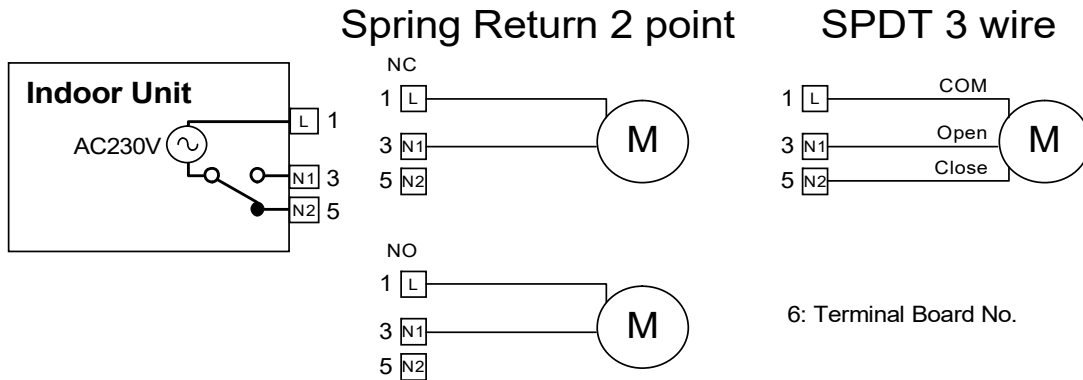 Spring Return 2 point
SPDT 3 wire
Indoor Unit
AC230V
L 1
N1 3
N2 5
NC
1 L
3 N1
5 N2
M
NO
1 L
3 N1
5 N2
M
1 L
3 N1
5 N2
COM
Open
Close
M
6: Terminal Board No.